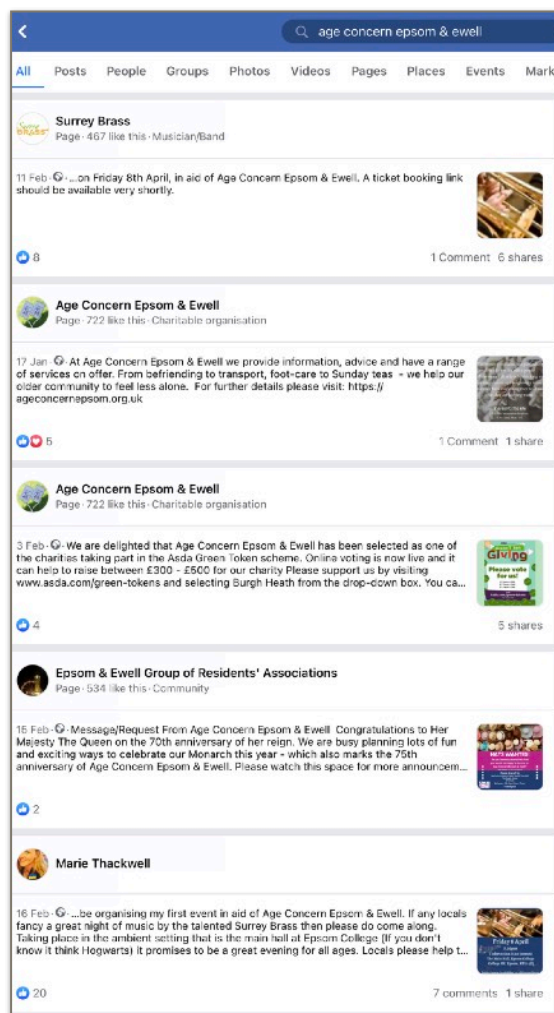 age concern epsom & ewell
All Posts People Groups Photos Videos Pages Places Events Mark
Surrey Brass
Page · 467 like this · Musician/Band
11 Feb · ...on Friday 8th April, in aid of Age Concern Epsom & Ewell. A ticket booking link
should be available very shortly.
8
1 Comment 6 shares
Age Concern Epsom & Ewell
Page · 722 like this · Charitable organisation
17 Jan · At Age Concern Epsom & Ewell we provide information, advice and have a range
of services on offer. From befriending to transport, foot-care to Sunday teas - we help our
older community to feel less alone. For further details please visit: https://
ageconcernepsom.org.uk
5
1 Comment 1 share
Age Concern Epsom & Ewell
Page · 722 like this · Charitable organisation
3 Feb · We are delighted that Age Concern Epsom & Ewell has been selected as one of
the charities taking part in the Asda Green Token scheme. Online voting is now live and it
can help to raise between £300 - £500 for our charity Please support us by visiting
www.asda.com/green-tokens and selecting Burgh Heath from the drop-down box. You ca...
Giving
Please vote
for us!
4
5 shares
Epsom & Ewell Group of Residents' Associations
Page · 534 like this · Community
15 Feb · Message/Request From Age Concern Epsom & Ewell Congratulations to Her
Majesty The Queen on the 70th anniversary of her reign. We are busy planning lots of fun
and exciting ways to celebrate our Monarch this year - which also marks the 75th
anniversary of Age Concern Epsom & Ewell. Please watch this space for more announcem...
2
Marie Thackwell
16 Feb · ...be organising my first event in aid of Age Concern Epsom & Ewell. If any locals
fancy a great night of music by the talented Surrey Brass then please do come along.
Taking place in the ambient setting that is the main hall at Epsom College (If you don't
know it think Hogwarts) it promises to be a great evening for all ages. Locals please help t...
Friday 8 April
20
7 comments 1 share